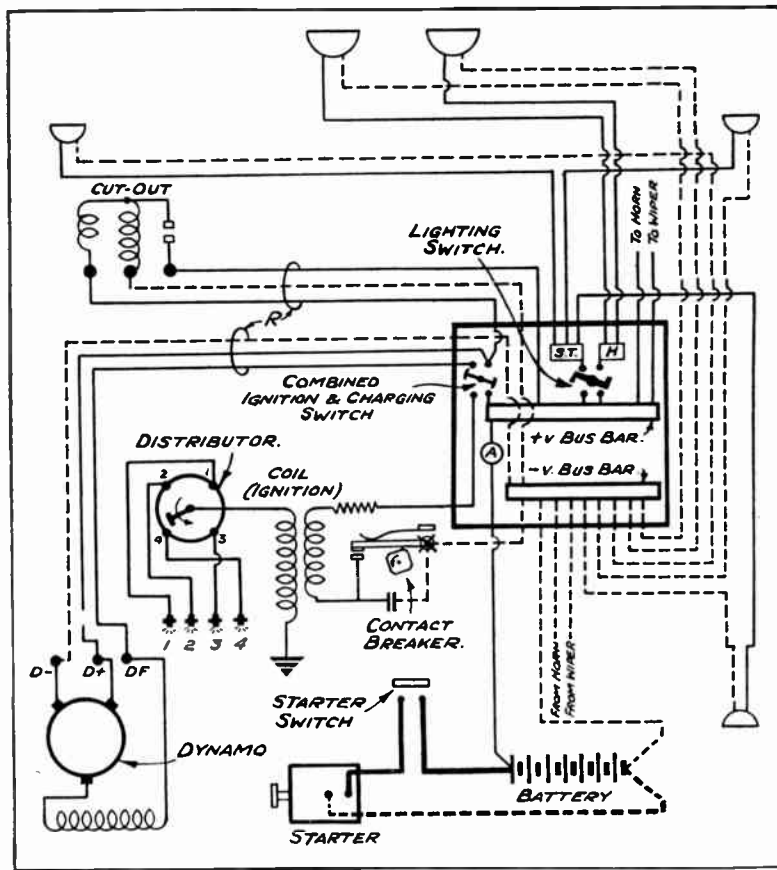 CUT-OUT
LIGHTING
SWITCH.
TO HORN
TO WIPER
R
S.T.
H
COMBINED
IGNITION & CHARGING
SWITCH
+V BUS BAR.
A
-V. BUS BAR
DISTRIBUTOR.
COIL
(IGNITION)
2
1
4
3
CONTACT
BREAKER.
1 2 3 4
D- D+ DF
FROM HORN
FROM WIPER
STARTER
SWITCH
DYNAMO
BATTERY
STARTER